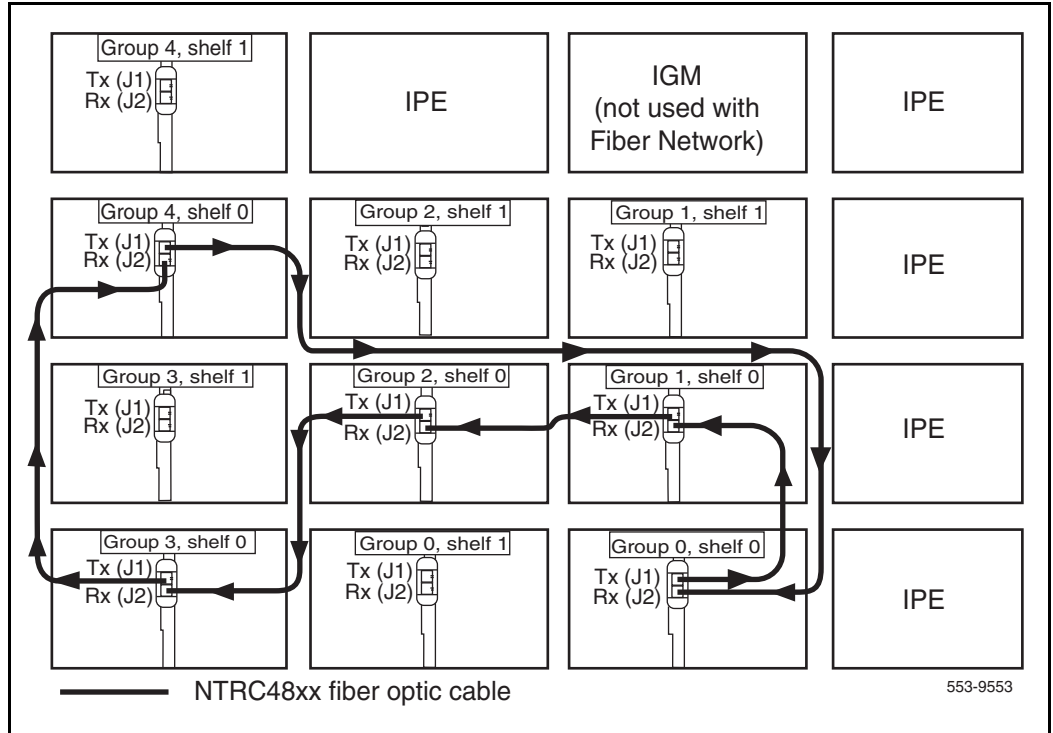 Group 4, shelf 1
Tx (J1)
Rx (J2)
IPE
IGM
(not used with
Fiber Network)
IPE
Group 4, shelf 0
Tx (J1)
Rx (J2)
Group 2, shelf 1
Tx (J1)
Rx (J2)
Group 1, shelf 1
Tx (J1)
Rx (J2)
IPE
Group 3, shelf 1
Tx (J1)
Rx (J2)
Group 2, shelf 0
Tx (J1)
Rx (J2)
Group 1, shelf 0
Tx (J1)
Rx (J2)
IPE
Group 3, shelf 0
Tx (J1)
Rx (J2)
Group 0, shelf 1
Tx (J1)
Rx (J2)
Group 0, shelf 0
Tx (J1)
Rx (J2)
IPE
NTRC48xx fiber optic cable
553-9553